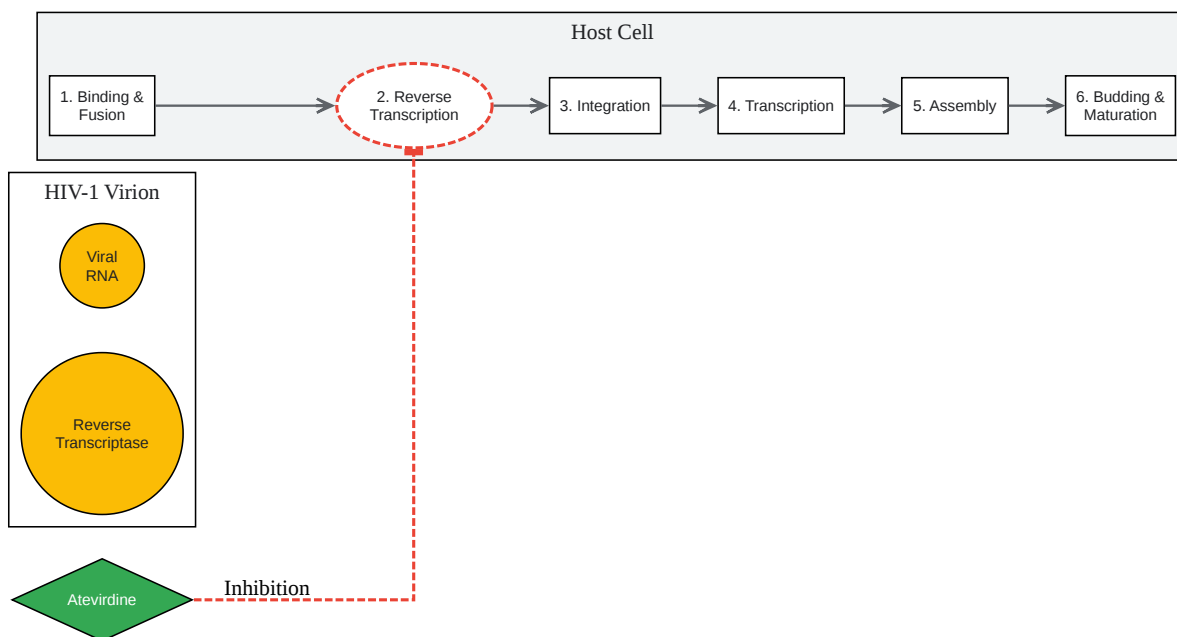 Host Cell
1. Binding &
Fusion
2. Reverse
Transcription
3. Integration
4. Transcription
5. Assembly
6. Budding &
Maturation
HIV-1 Virion
Viral
RNA
Reverse
Transcriptase
Atevirdine
Inhibition